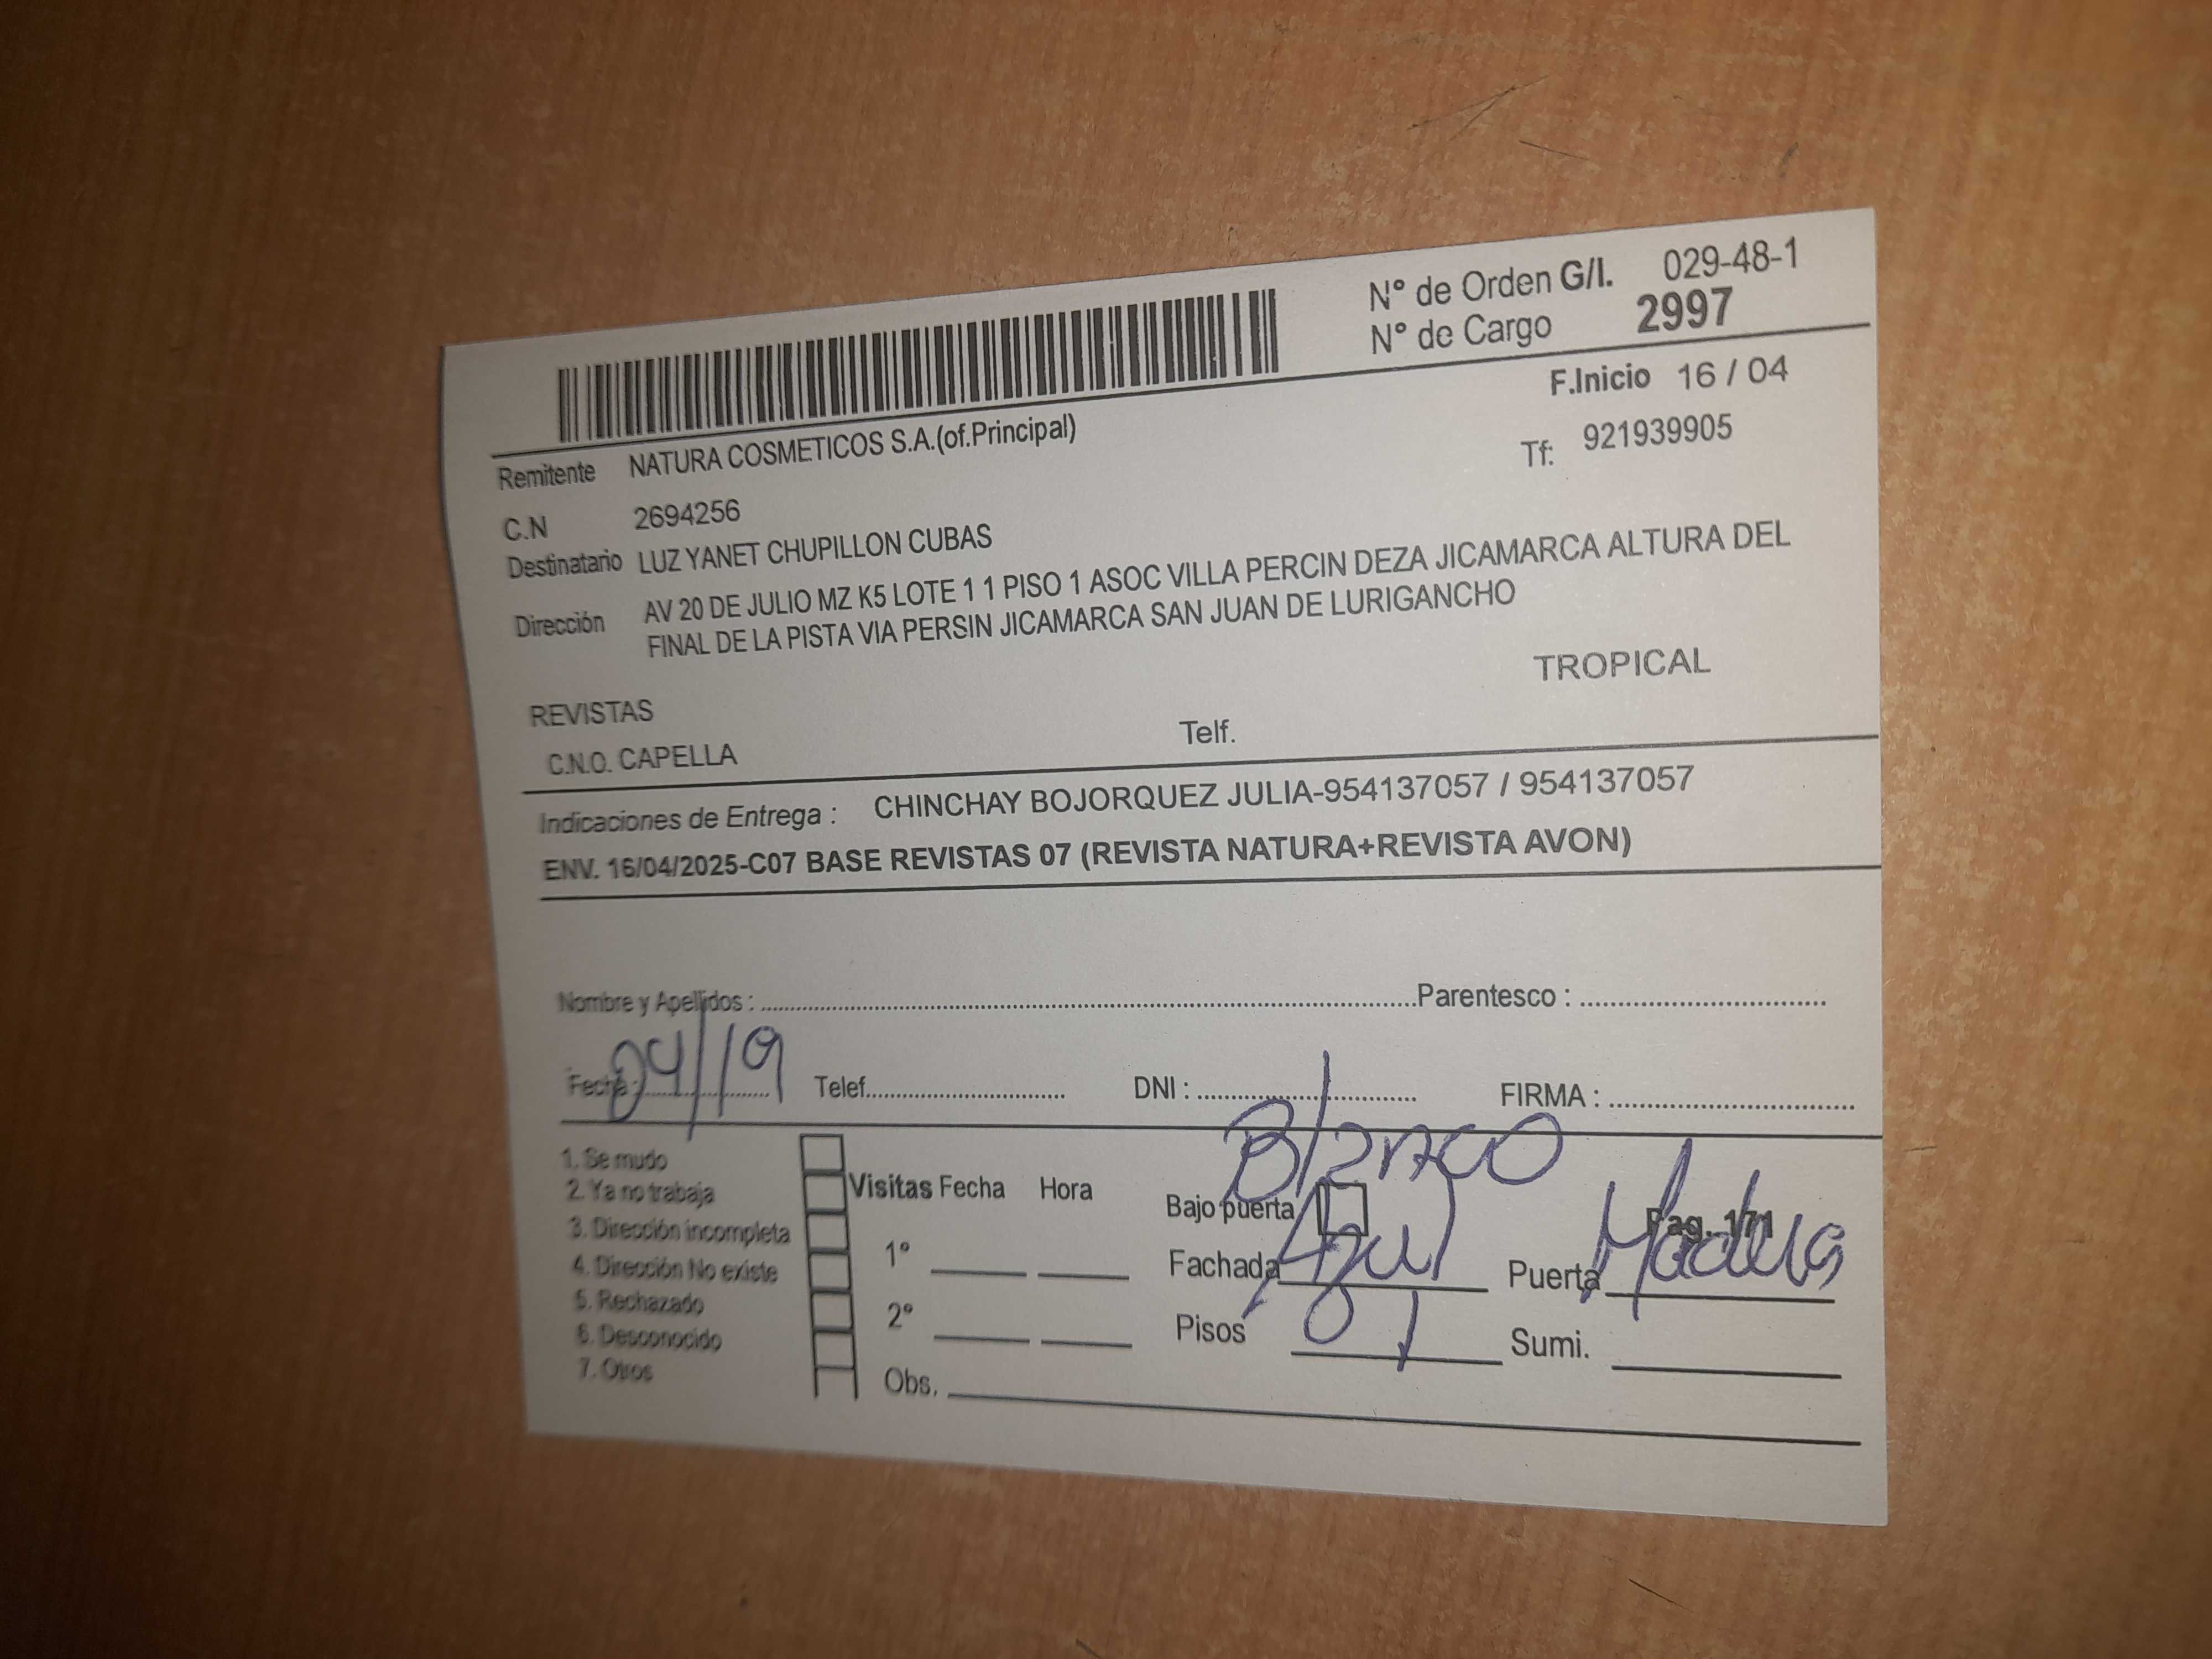 N° de Orden G/I. 029-48-1
N° de Cargo 2997
F.Inicio 16 / 04
Remitente NATURA COSMETICOS S.A.(of.Principal)
Tf: 921939905
C.N 2694256
Destinatario LUZ YANET CHUPILLON CUBAS
Dirección AV 20 DE JULIO MZ K5 LOTE 1 1 PISO 1 ASOC VILLA PERCIN DEZA JICAMARCA ALTURA DEL
FINAL DE LA PISTA VIA PERSIN JICAMARCA SAN JUAN DE LURIGANCHO
TROPICAL
REVISTAS
C.N.O. CAPELLA Telf.
Indicaciones de Entrega : CHINCHAY BOJORQUEZ JULIA-954137057 / 954137057
ENV. 16/04/2025-C07 BASE REVISTAS 07 (REVISTA NATURA+REVISTA AVON)
Nombre y Apellidos : Parentesco :
Fecha : 04/19 Telef. DNI : FIRMA :
1. Se mudo
2. Ya no trabaja
3. Dirección incompleta
4. Dirección No existe
5. Rechazado
6. Desconocido
7. Otros
Visitas Fecha Hora
1°
2°
Obs.
Blanco
Bajo puerta Pag. 171
Fachada Azul Puerta Madera
Pisos 01 Sumi.